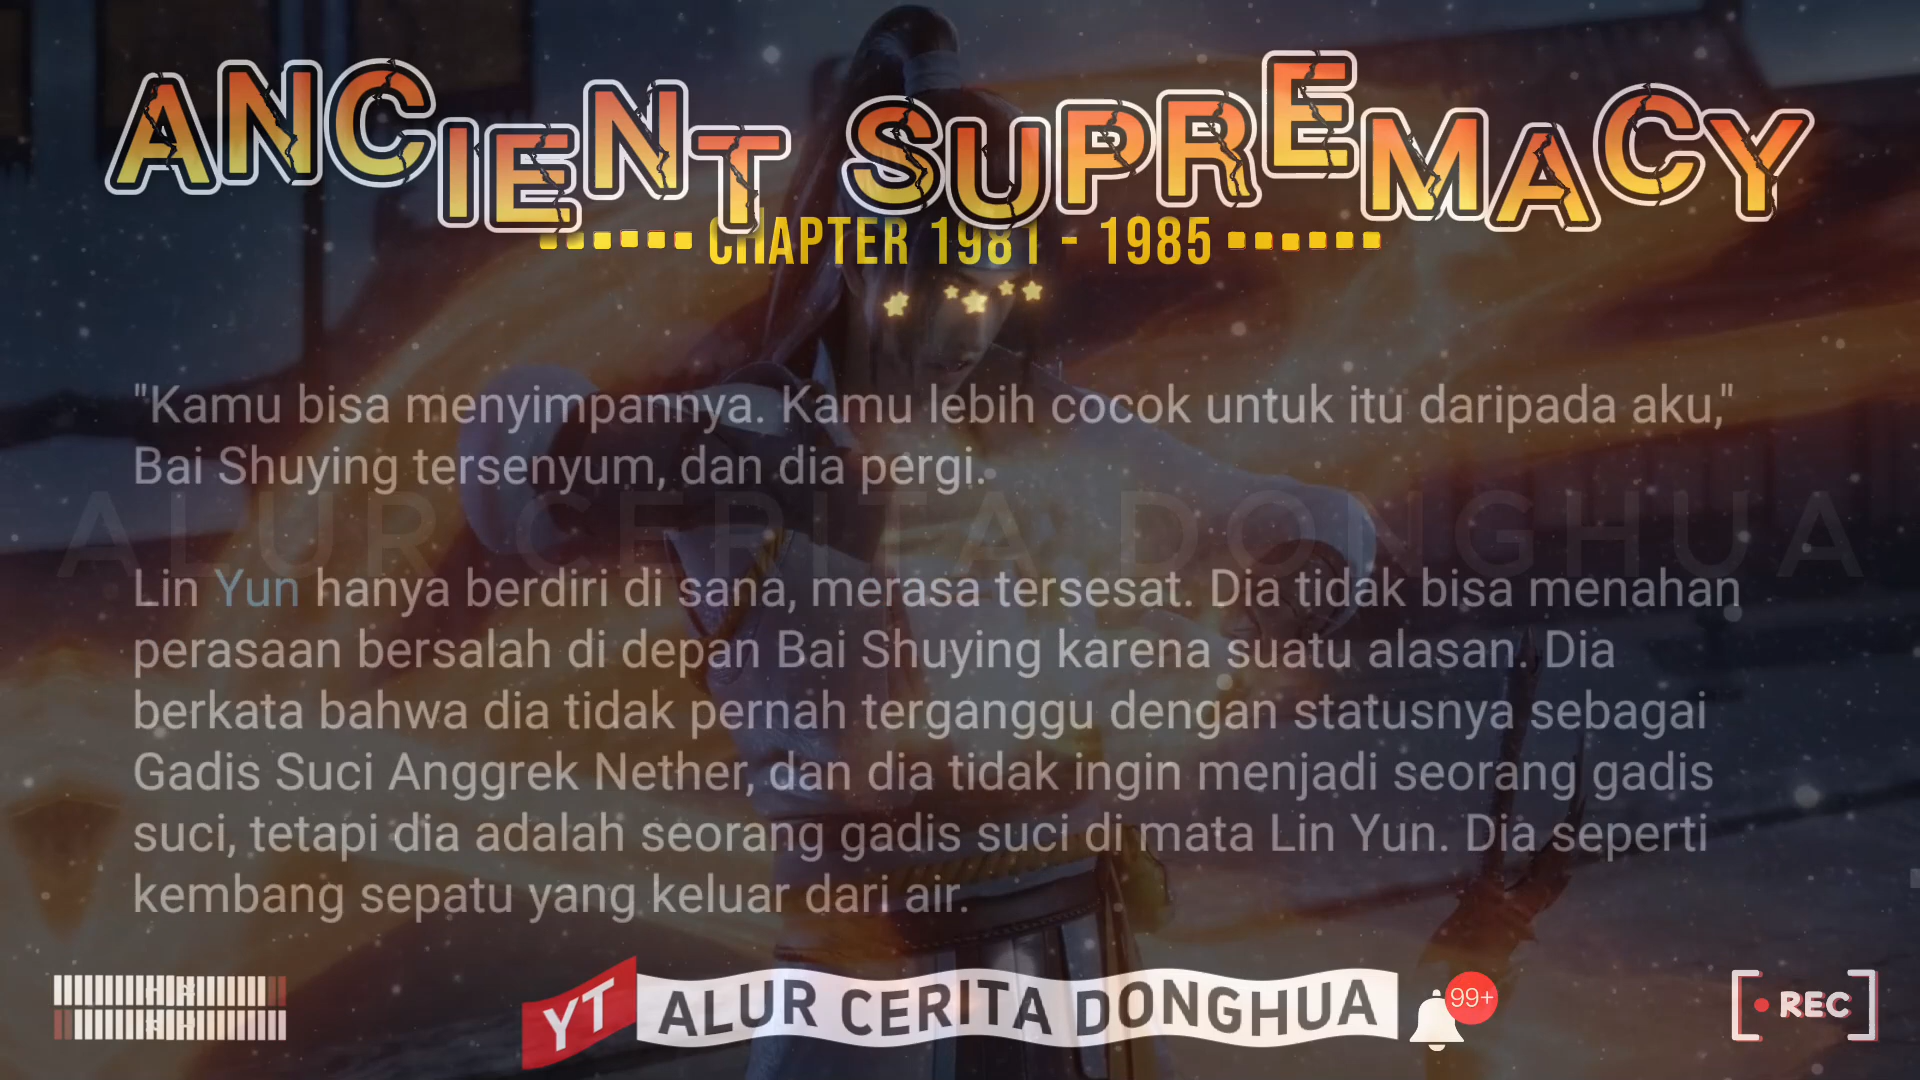 ANCIENT SUPREMACY
CHAPTER 1981 - 1985
"Kamu bisa menyimpannya. Kamu lebih cocok untuk itu daripada aku,"
Bai Shuying tersenyum, dan dia pergi.
ALUR CERITA DONGHUA
Lin Yun hanya berdiri di sana, merasa tersesat. Dia tidak bisa menahan
perasaan bersalah di depan Bai Shuying karena suatu alasan. Dia
berkata bahwa dia tidak pernah terganggu dengan statusnya sebagai
Gadis Suci Anggrek Nether, dan dia tidak ingin menjadi seorang gadis
suci, tetapi dia adalah seorang gadis suci di mata Lin Yun. Dia seperti
kembang sepatu yang keluar dari air.
YT ALUR CERITA DONGHUA
99+
REC